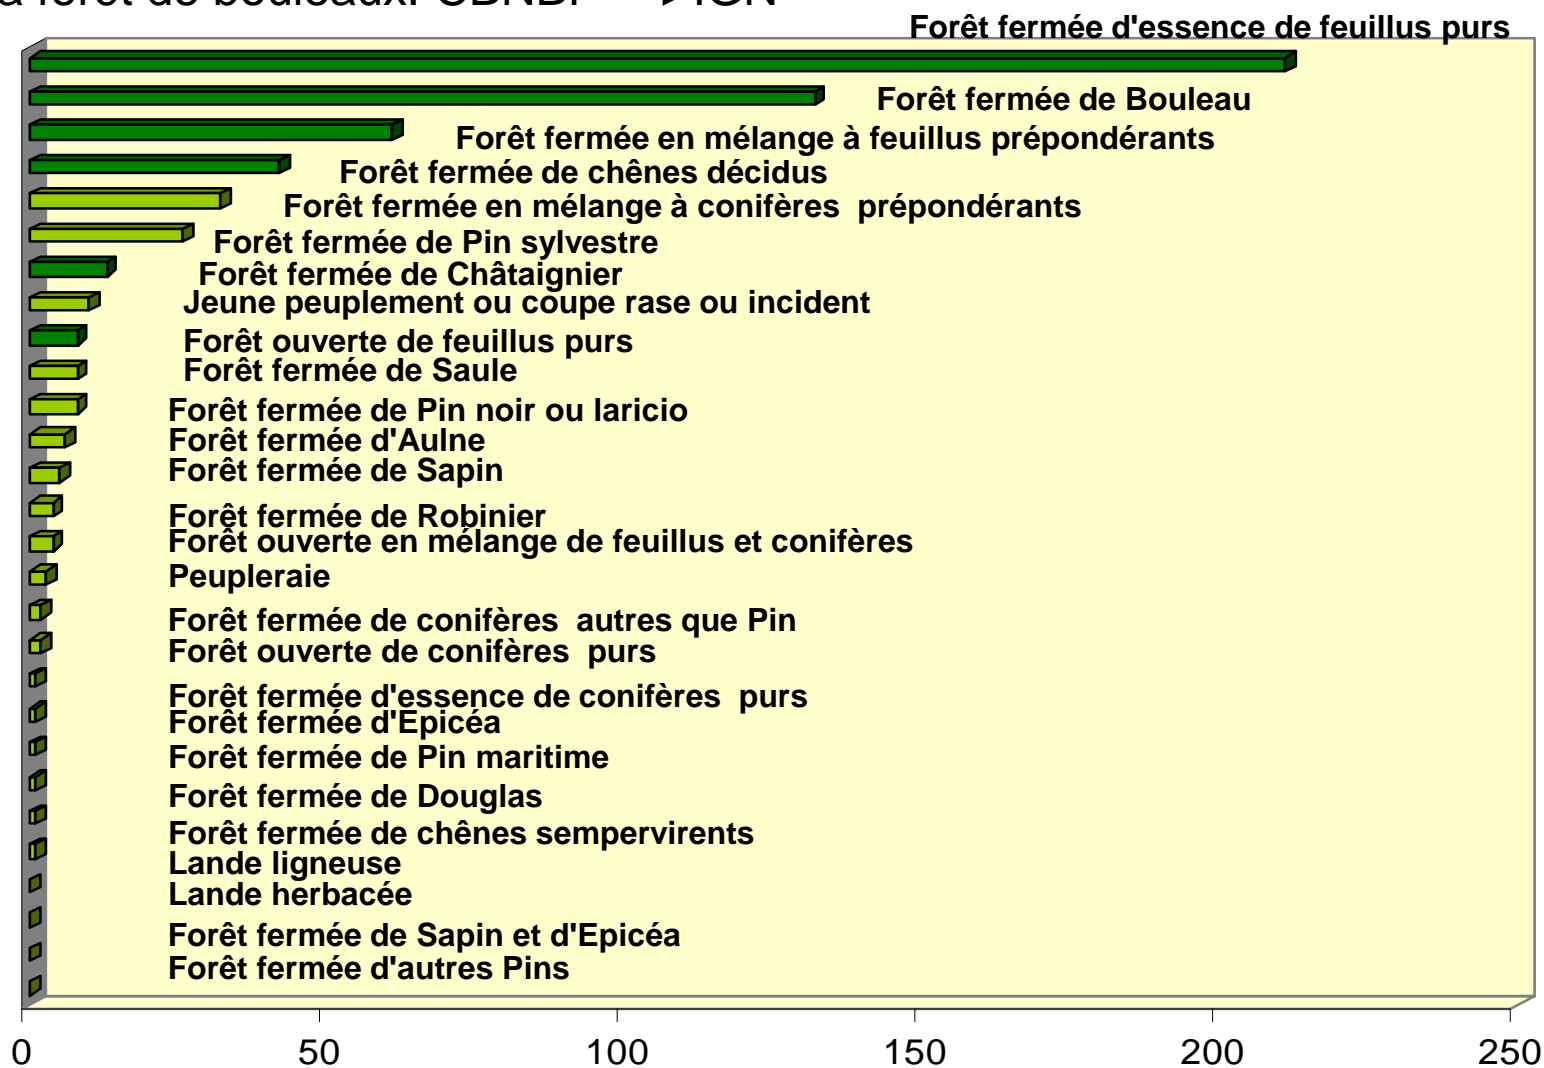 a forêt de bouleaux. CBNBP IGN
Forêt fermée d'essence de feuillus purs
Forêt fermée de Bouleau
Forêt fermée en mélange à feuillus prépondérants
Forêt fermée de chênes décidus
Forêt fermée en mélange à conifères prépondérants
Forêt fermée de Pin sylvestre
Forêt fermée de Châtaignier
Jeune peuplement ou coupe rase ou incident
Forêt ouverte de feuillus purs
Forêt fermée de Saule
Forêt fermée de Pin noir ou laricio
Forêt fermée d'Aulne
Forêt fermée de Sapin
Forêt fermée de Robinier
Forêt ouverte en mélange de feuillus et conifères
Peupleraie
Forêt fermée de conifères autres que Pin
Forêt ouverte de conifères purs
Forêt fermée d'essence de conifères purs
Forêt fermée d'Épicéa
Forêt fermée de Pin maritime
Forêt fermée de Douglas
Forêt fermée de chênes sempervirents
Lande ligneuse
Lande herbacée
Forêt fermée de Sapin et d'Epicéa
Forêt fermée d'autres Pins
0 50 100 150 200 250